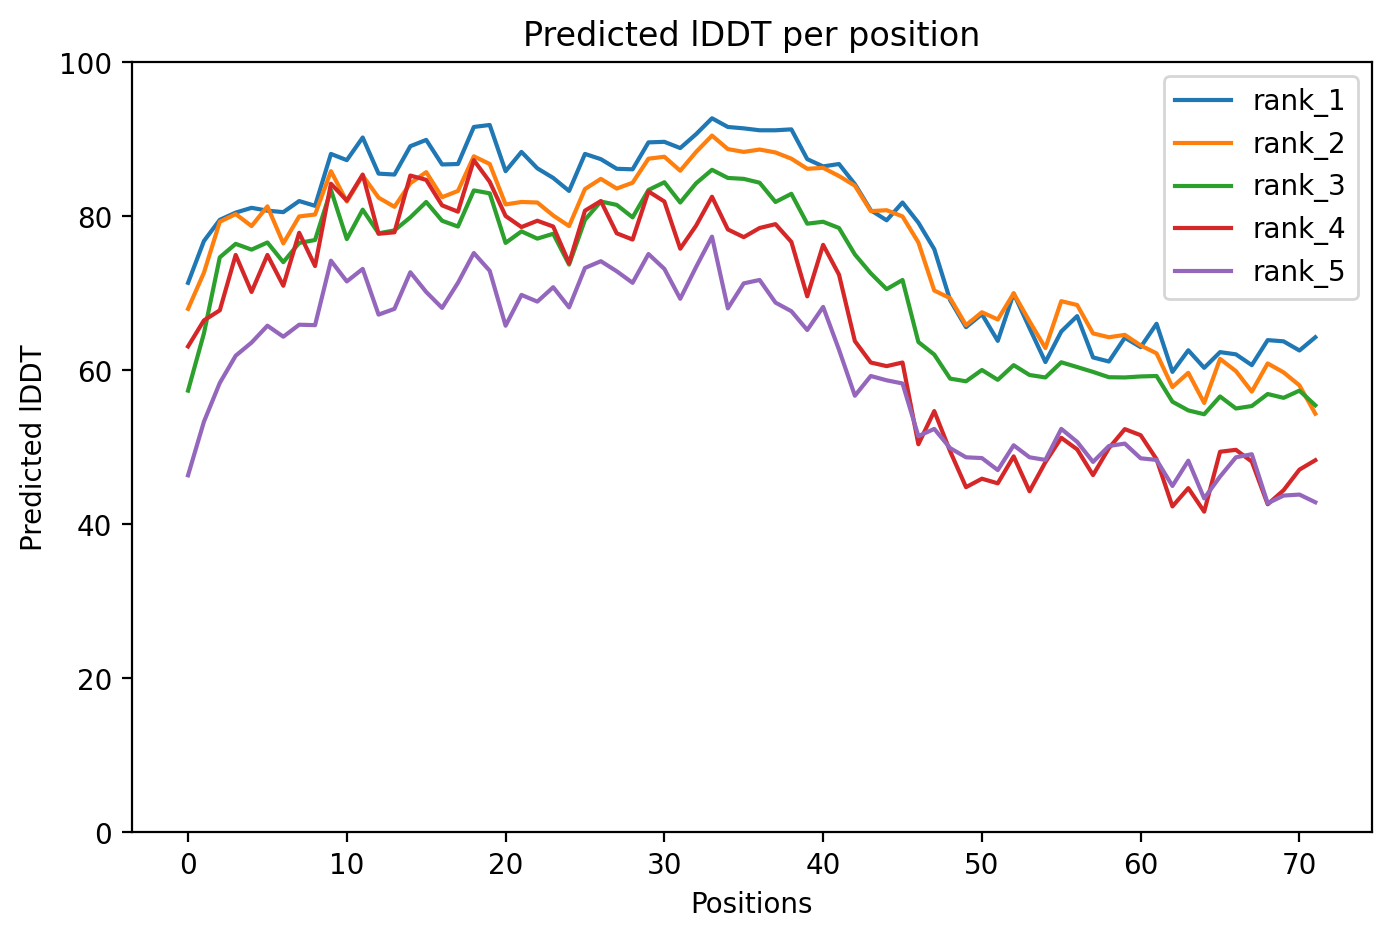 Predicted lDDT per position
100
80
60
40
20
0
Predicted lDDT
rank_1
rank_2
rank_3
rank_4
rank_5
0 10 20 30 40 50 60 70
Positions